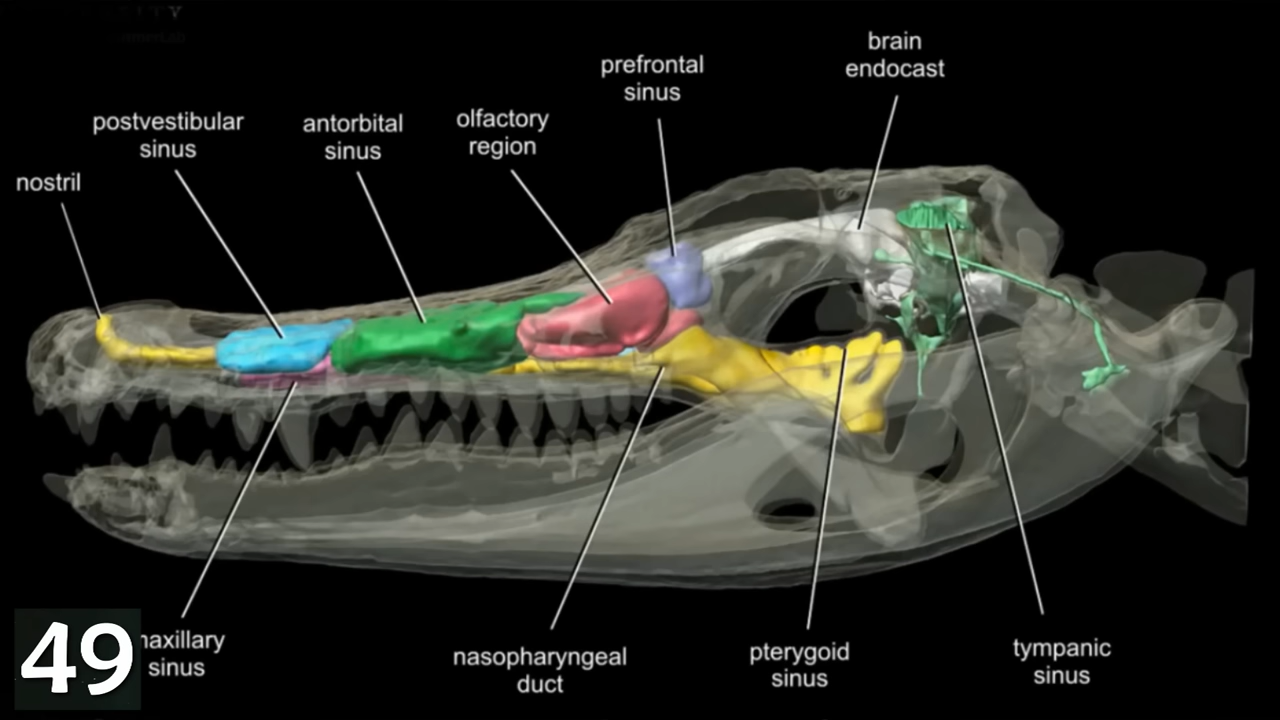 brain
endocast
prefrontal
sinus
olfactory
region
postvestibular
sinus
antorbital
sinus
nostril
49
sinus
nasopharyngeal
duct
pterygoid
sinus
tympanic
sinus